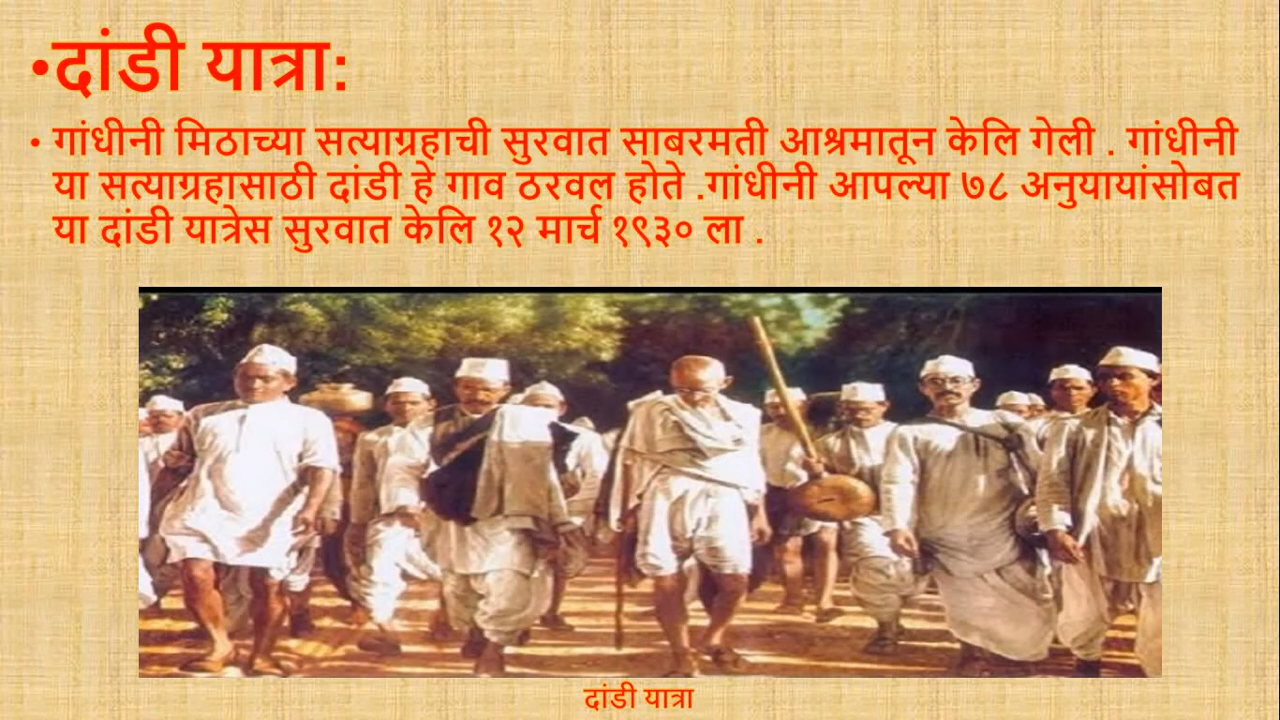 •दांडी यात्रा:
• गांधीनी मिठाच्या सत्याग्रहाची सुरवात साबरमती आश्रमातून केलि गेली . गांधीनी
या सत्याग्रहासाठी दांडी हे गाव ठरवल होते .गांधीनी आपल्या ७८ अनुयायांसोबत
या दांडी यात्रेस सुरवात केलि १२ मार्च १९३० ला .
दांडी यात्रा